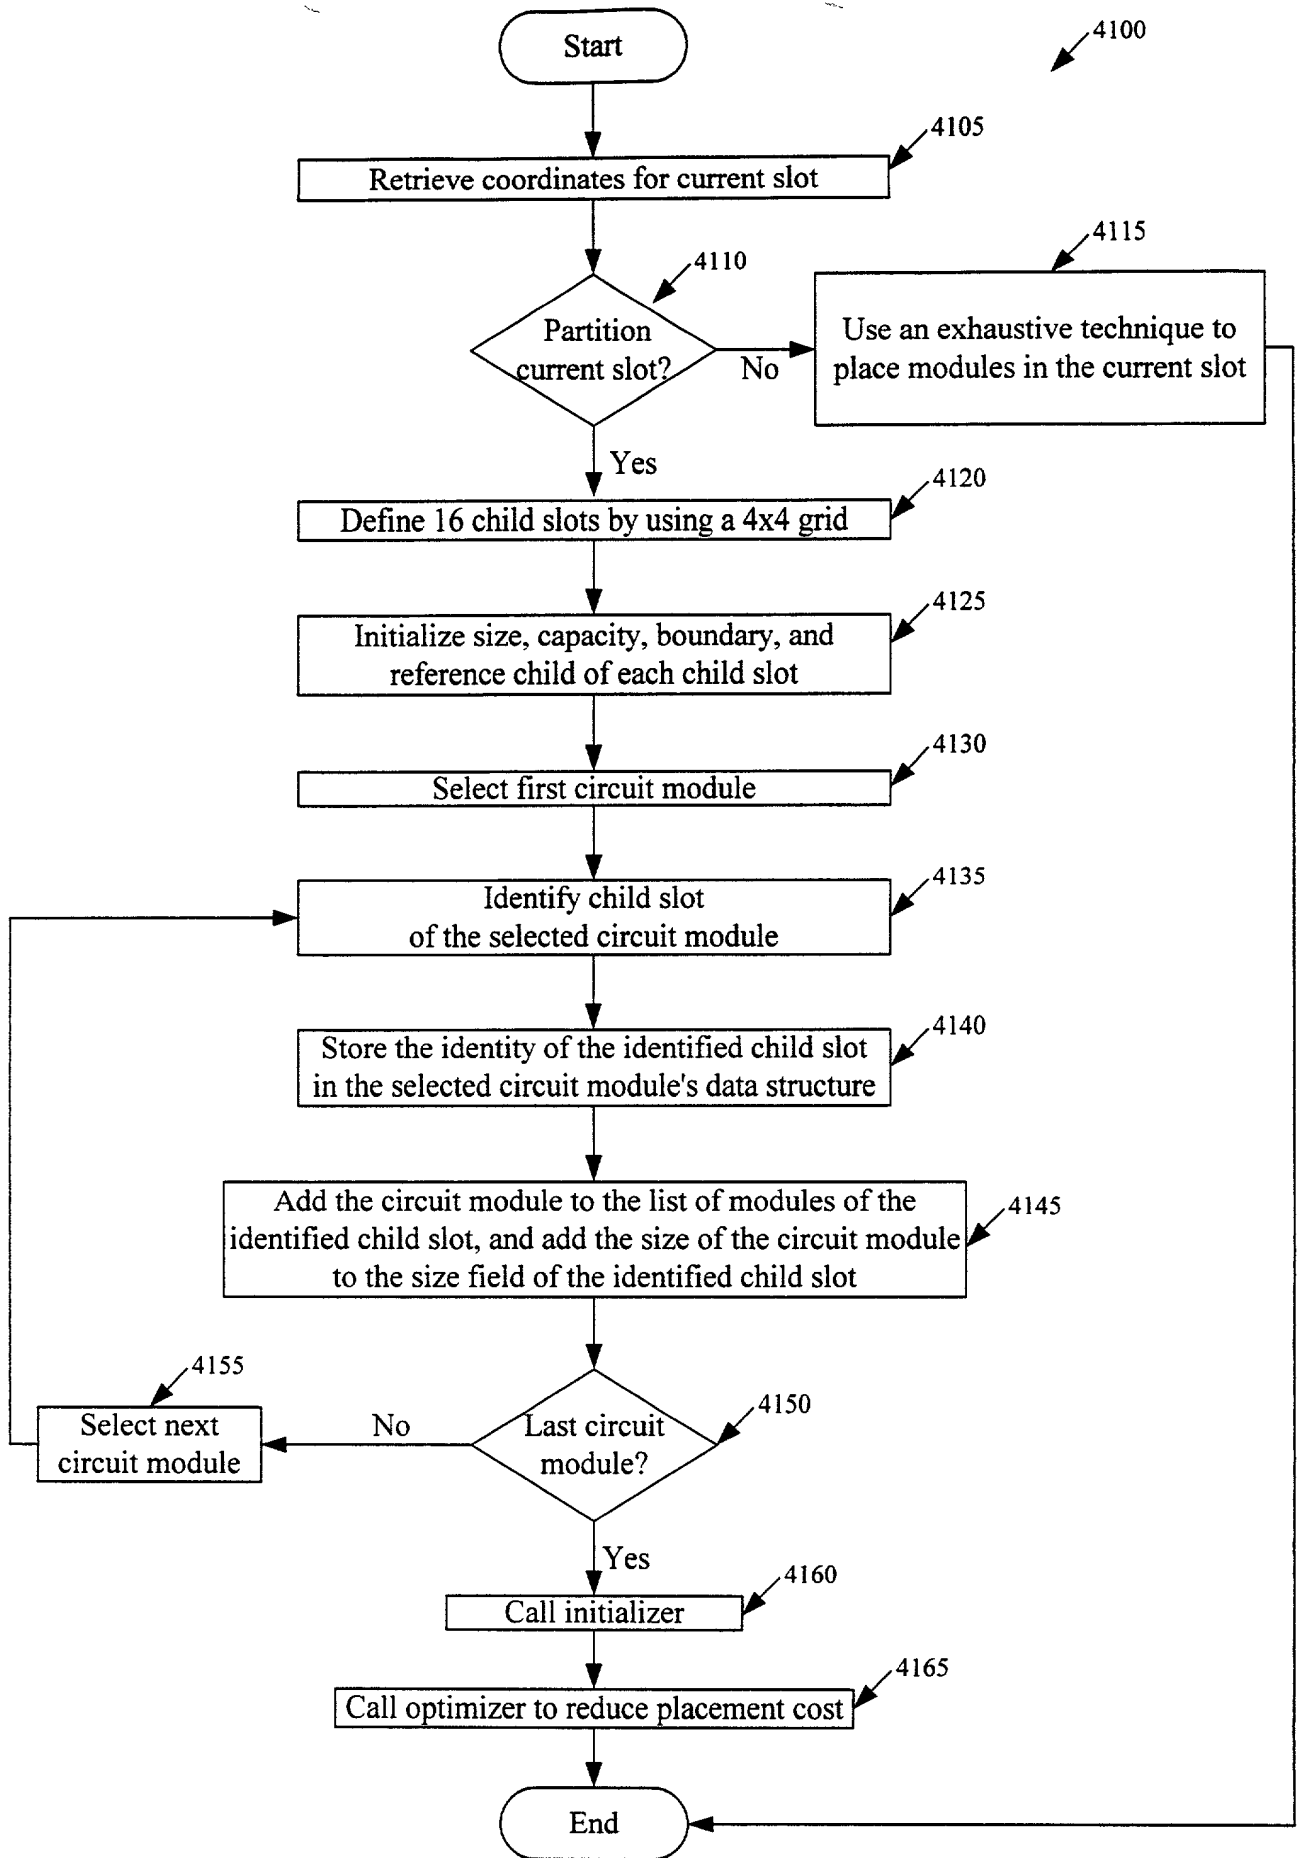 Start
4100
4105
Retrieve coordinates for current slot
4110
Partition
current slot?
No
4115
Use an exhaustive technique to
place modules in the current slot
Yes
4120
Define 16 child slots by using a 4x4 grid
4125
Initialize size, capacity, boundary, and
reference child of each child slot
4130
Select first circuit module
4135
Identify child slot
of the selected circuit module
4140
Store the identity of the identified child slot
in the selected circuit module's data structure
4145
Add the circuit module to the list of modules of the
identified child slot, and add the size of the circuit module
to the size field of the identified child slot
4150
Last circuit
module?
No
4155
Select next
circuit module
Yes
4160
Call initializer
4165
Call optimizer to reduce placement cost
End